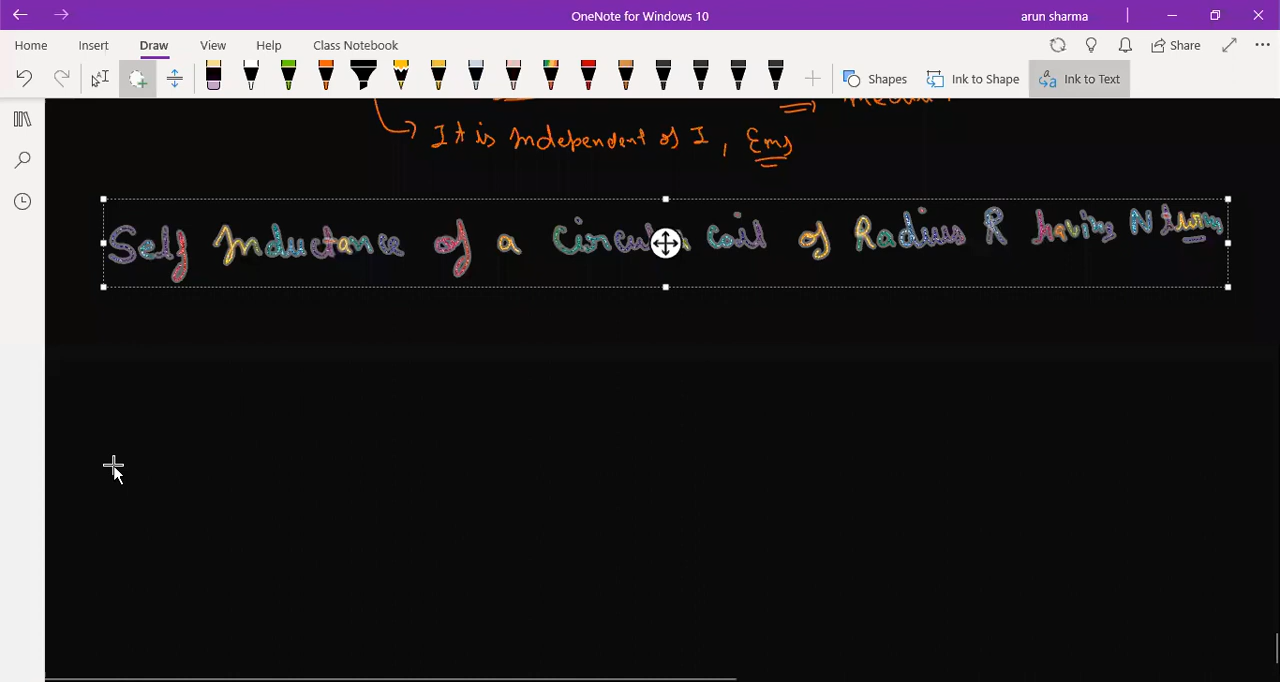 OneNote for Windows 10
arun sharma
Home Insert Draw View Help Class Notebook
Share
Shapes
Ink to Shape
Ink to Text
It is Independent of I, Emf
Self Inductance of a Circular Coil of Radius R having N turns